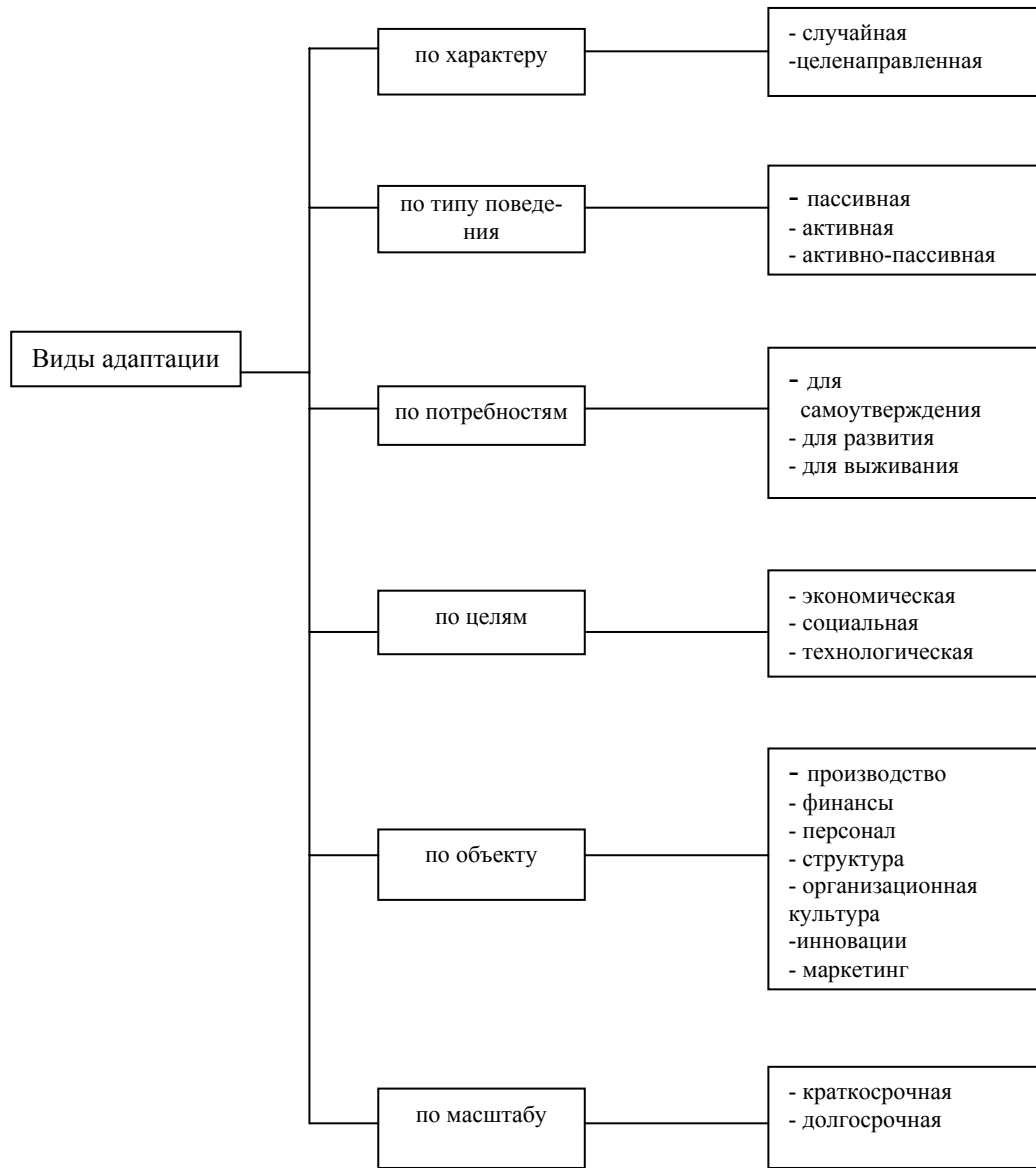 по характеру
- случайная
-целенаправленная
по типу поведе-
ния
- пассивная
- активная
- активно-пассивная
Виды адаптации
по потребностям
- для
самоутверждения
- для развития
- для выживания
по целям
- экономическая
- социальная
- технологическая
по объекту
- производство
- финансы
- персонал
- структура
- организационная
культура
-инновации
- маркетинг
по масштабу
- краткосрочная
- долгосрочная